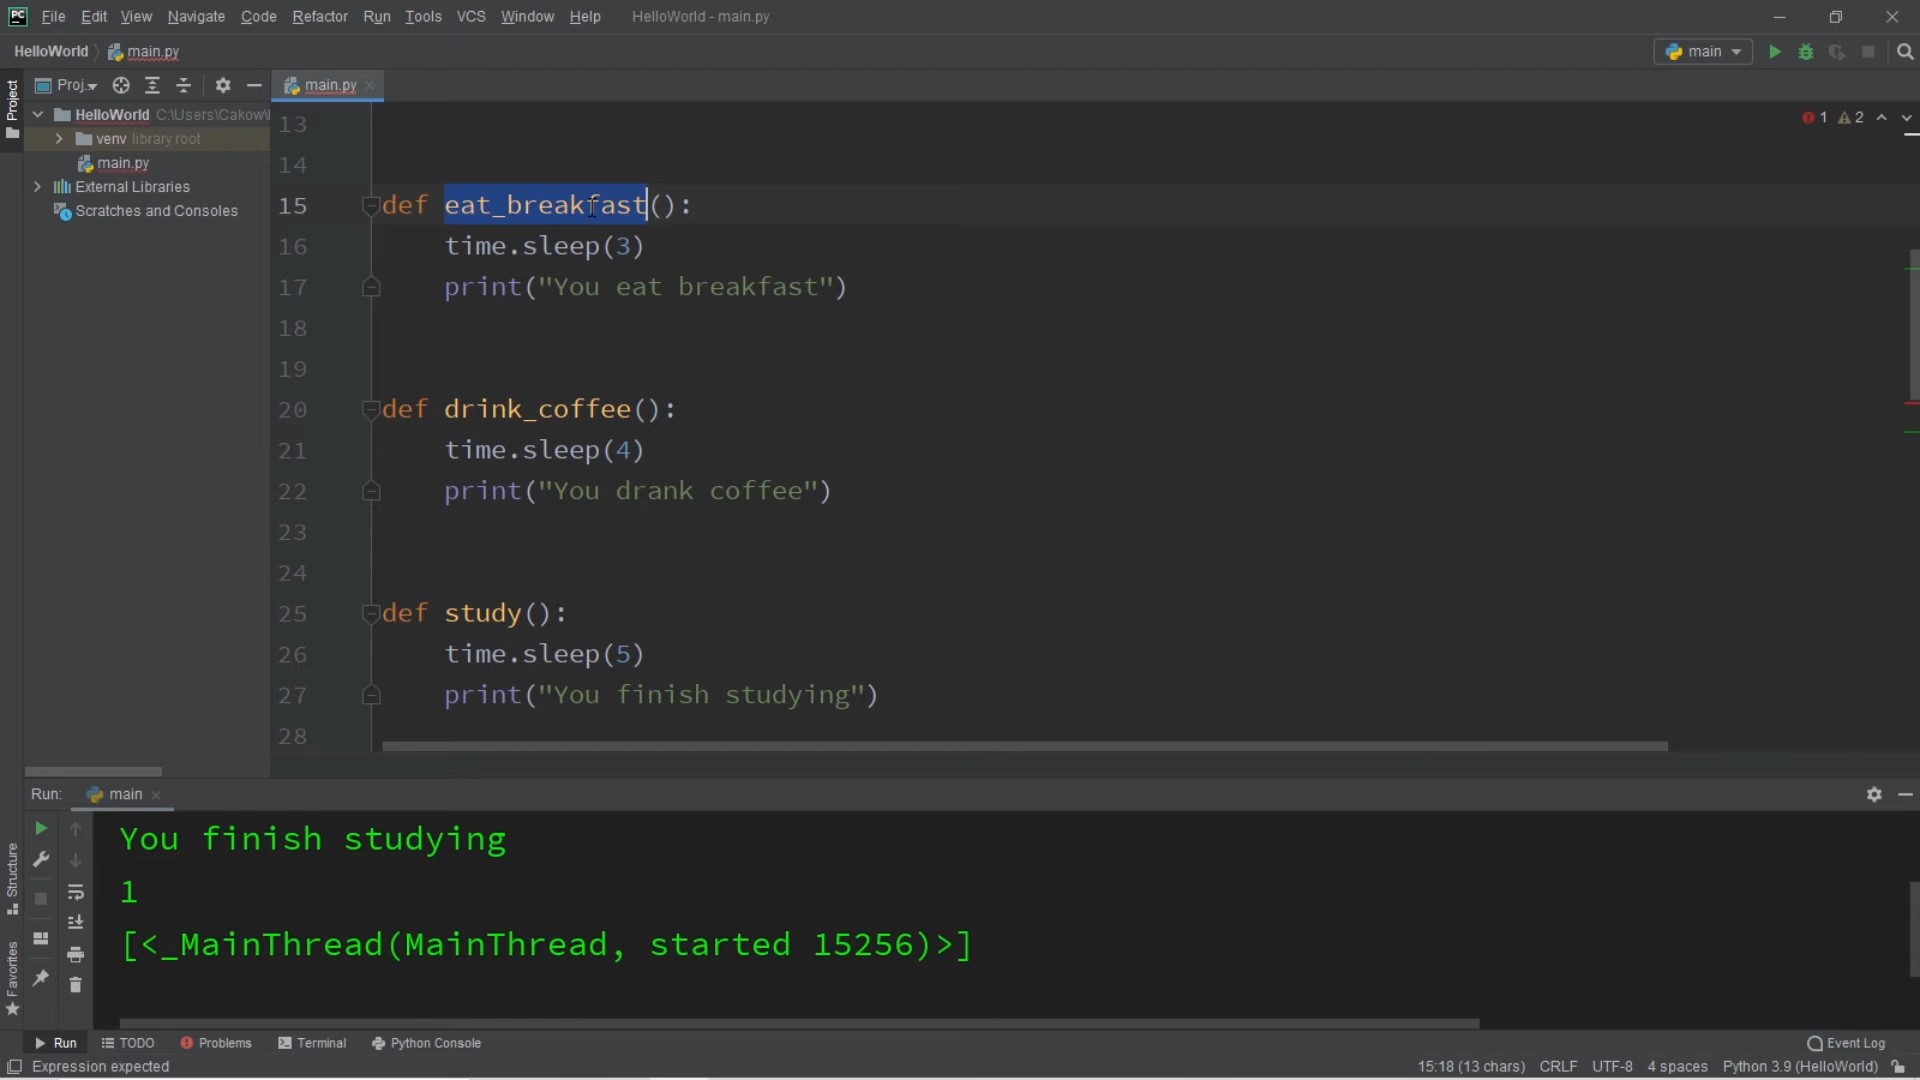 PC File Edit View Navigate Code Refactor Run Tools VCS Window Help HelloWorld - main.py
HelloWorld main.py main
Project
Proj... main.py
HelloWorld C:\Users\Cakow\
venv library root
main.py
External Libraries
Scratches and Consoles
1 2
13
14
15 def eat_breakfast():
16 time.sleep(3)
17 print("You eat breakfast")
18
19
20 def drink_coffee():
21 time.sleep(4)
22 print("You drank coffee")
23
24
25 def study():
26 time.sleep(5)
27 print("You finish studying")
28
Run: main
You finish studying
1
[<_MainThread(MainThread, started 15256)>]
Structure
Favorites
Run TODO Problems Terminal Python Console Event Log
Expression expected 15:18 (13 chars) CRLF UTF-8 4 spaces Python 3.9 (HelloWorld)